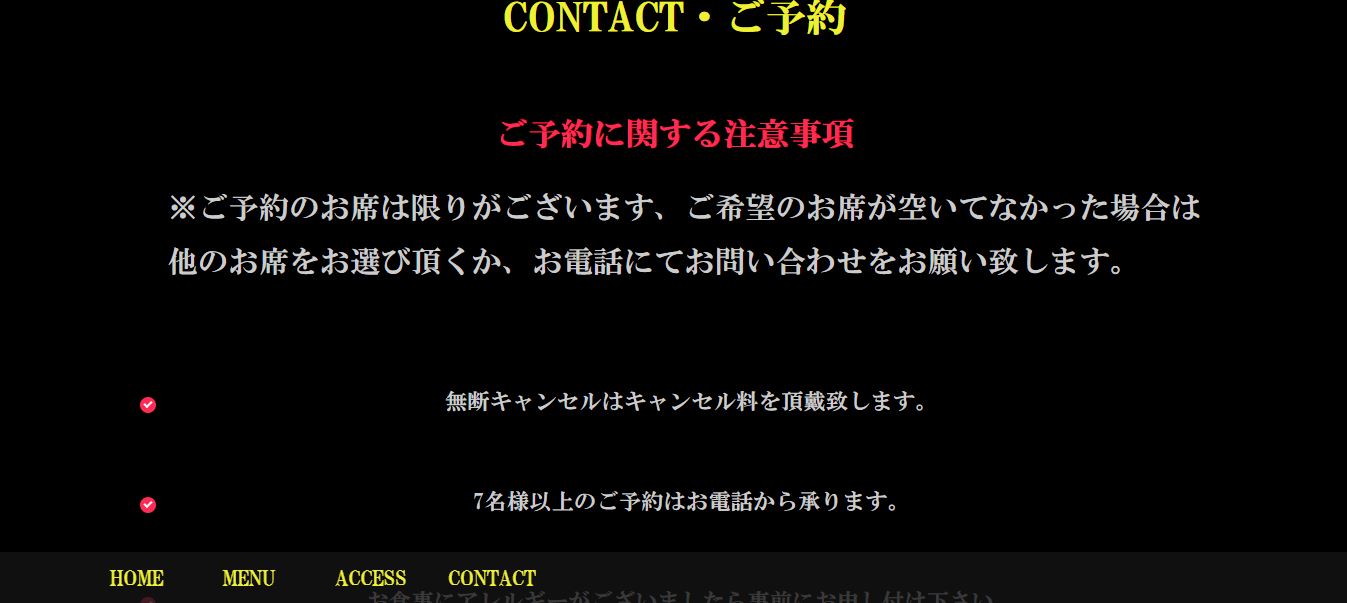 CONTACT・ご予約
ご予約に関する注意事項
※ご予約のお席は限りがございます、ご希望のお席が空いてなかった場合は
他のお席をお選び頂くか、お電話にてお問い合わせをお願い致します。
無断キャンセルはキャンセル料を頂戴致します。
7名様以上のご予約はお電話から承ります。
HOME MENU ACCESS CONTACT
お食事にアレルギーがございましたら事前にお申し付け下さい。